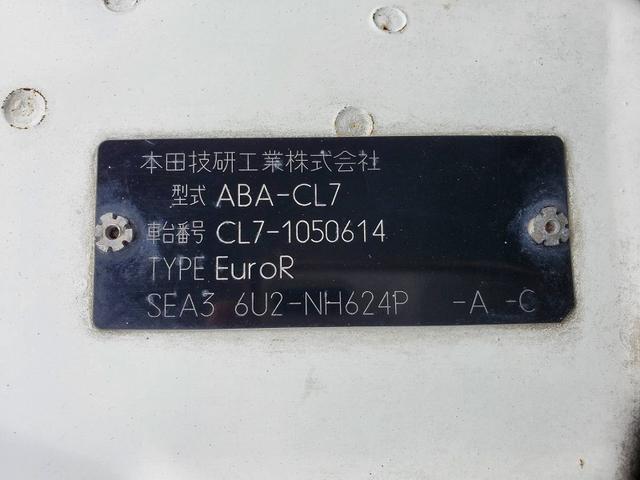 本田技研工業株式会社
型式 ABA-CL7
車台番号 CL7-1050614
TYPE EuroR
SEA3 6U2-NH624P -A -C